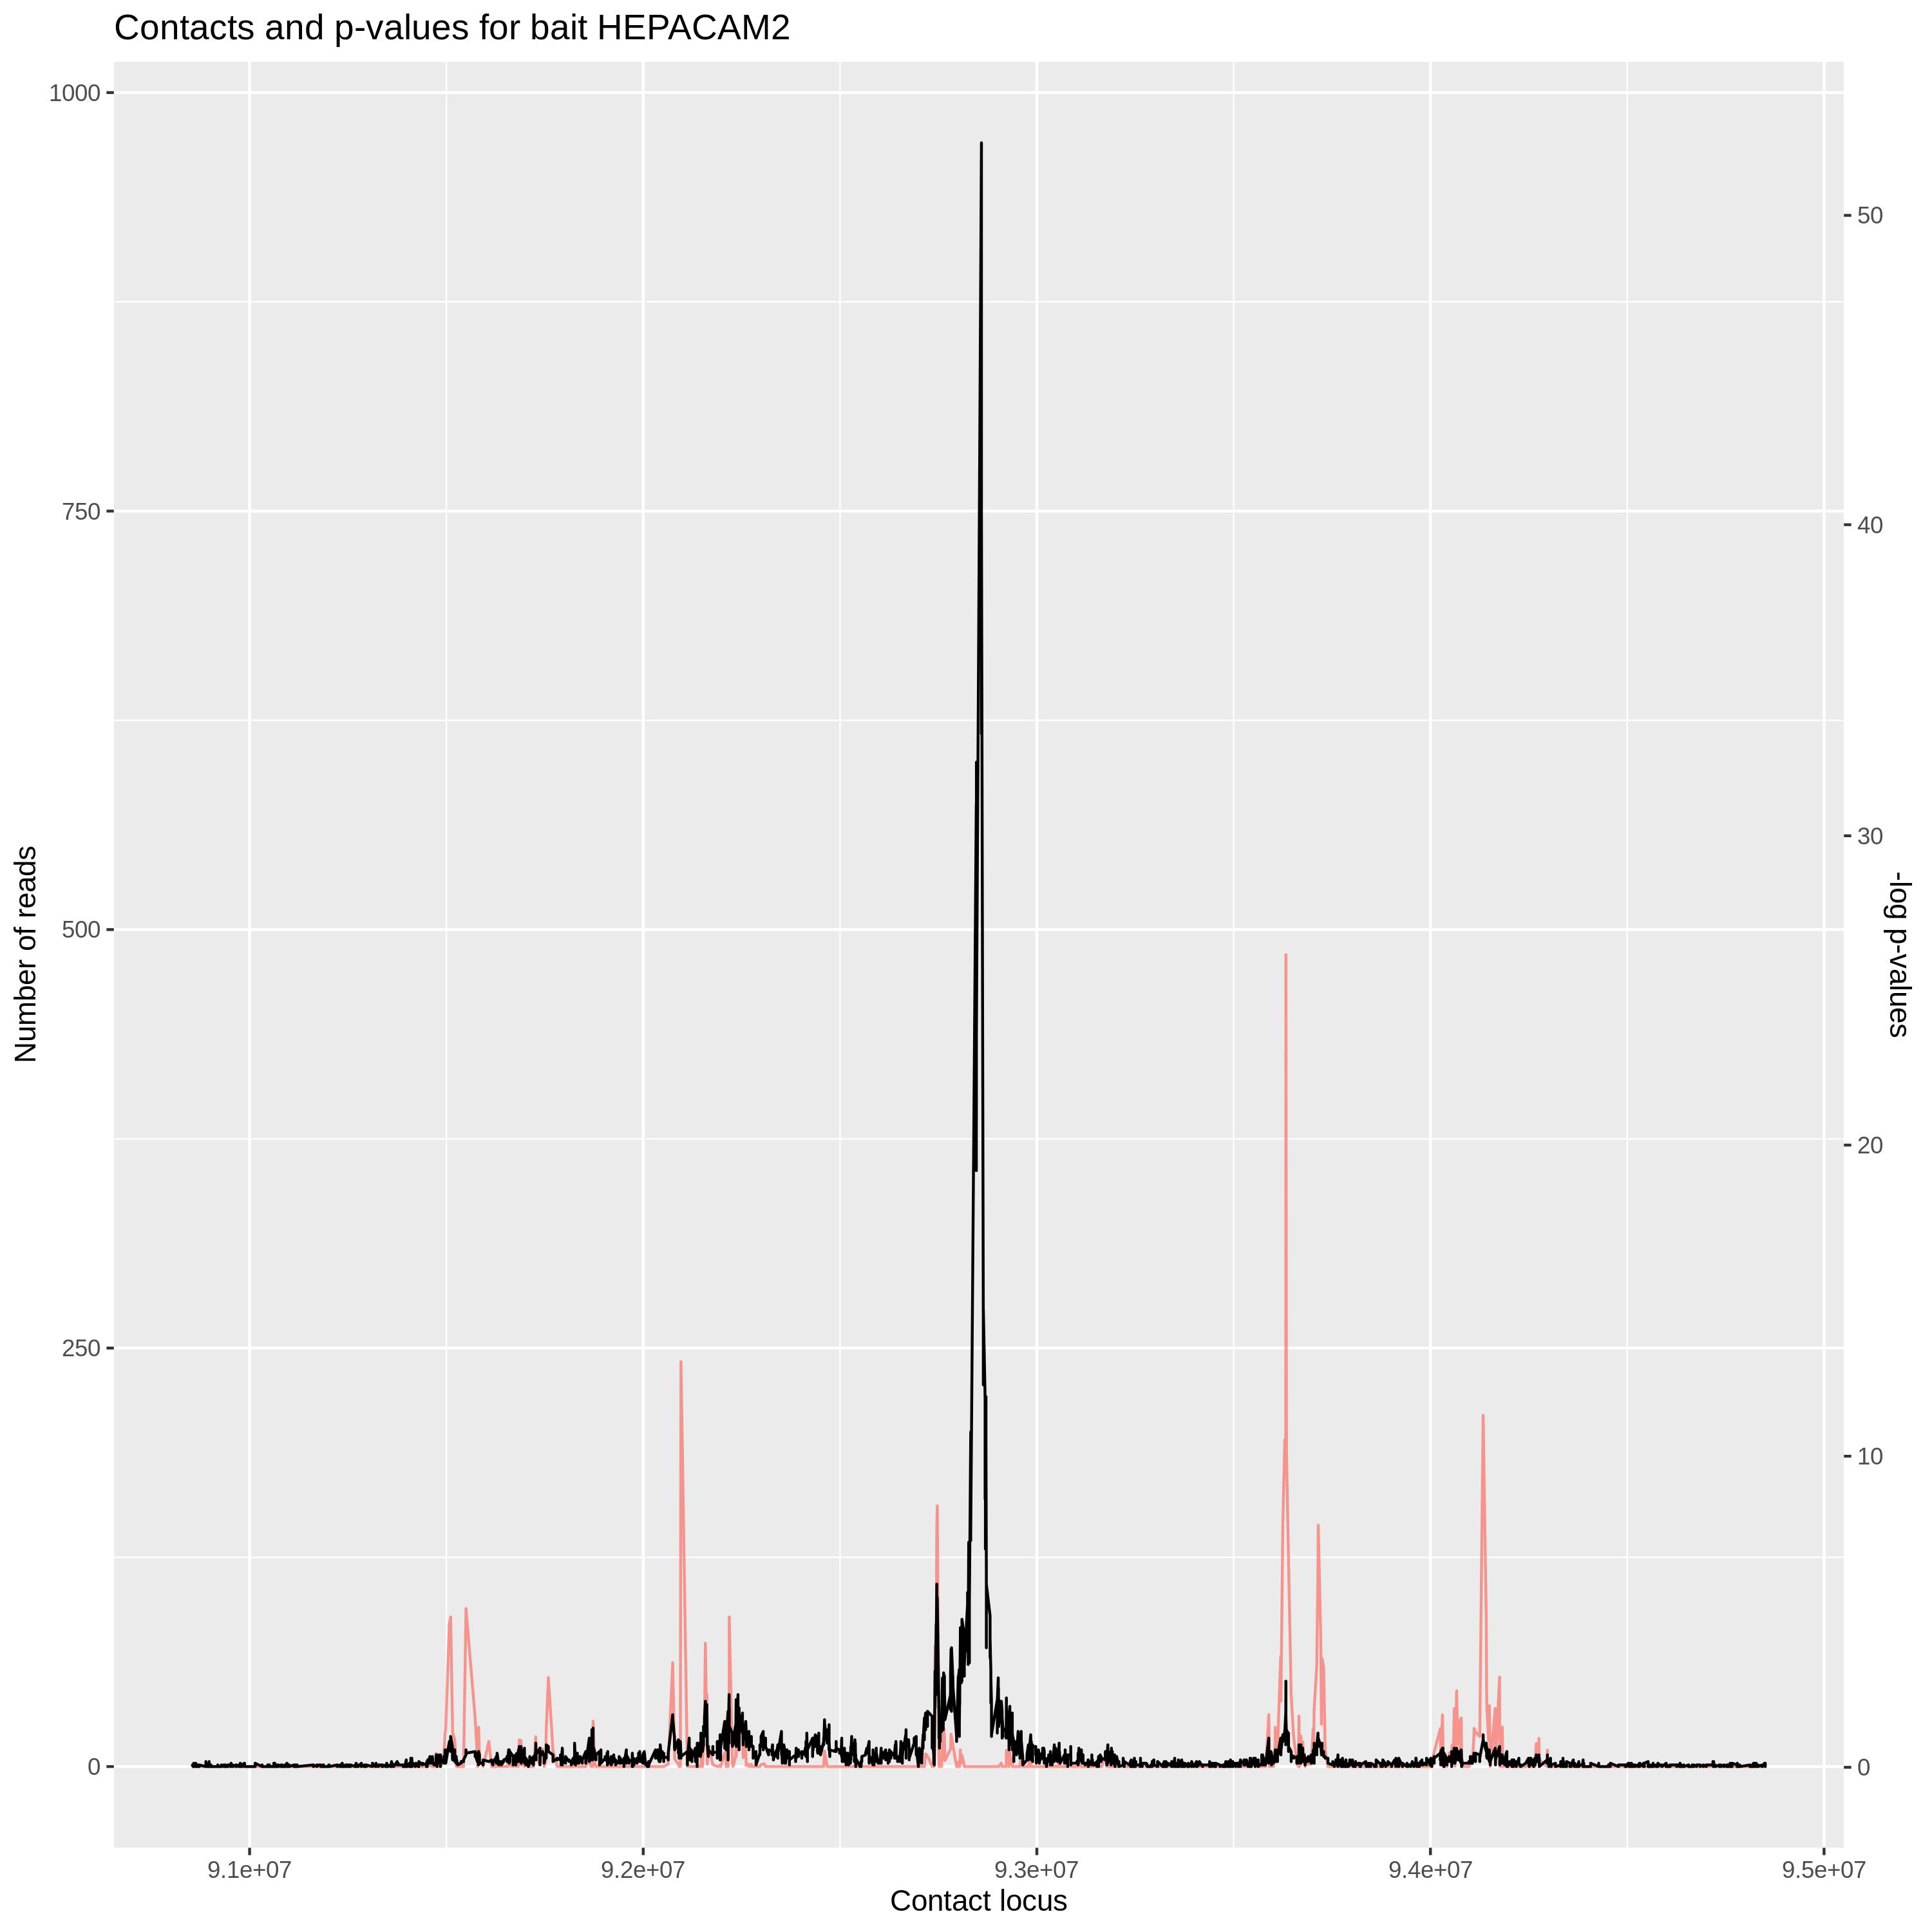 Contacts and p-values for bait HEPACAM2
1000
750
500
250
0
Number of reads
50
40
30
20
10
0
-log p-values
9.1e+07
9.2e+07
9.3e+07
9.4e+07
9.5e+07
Contact locus